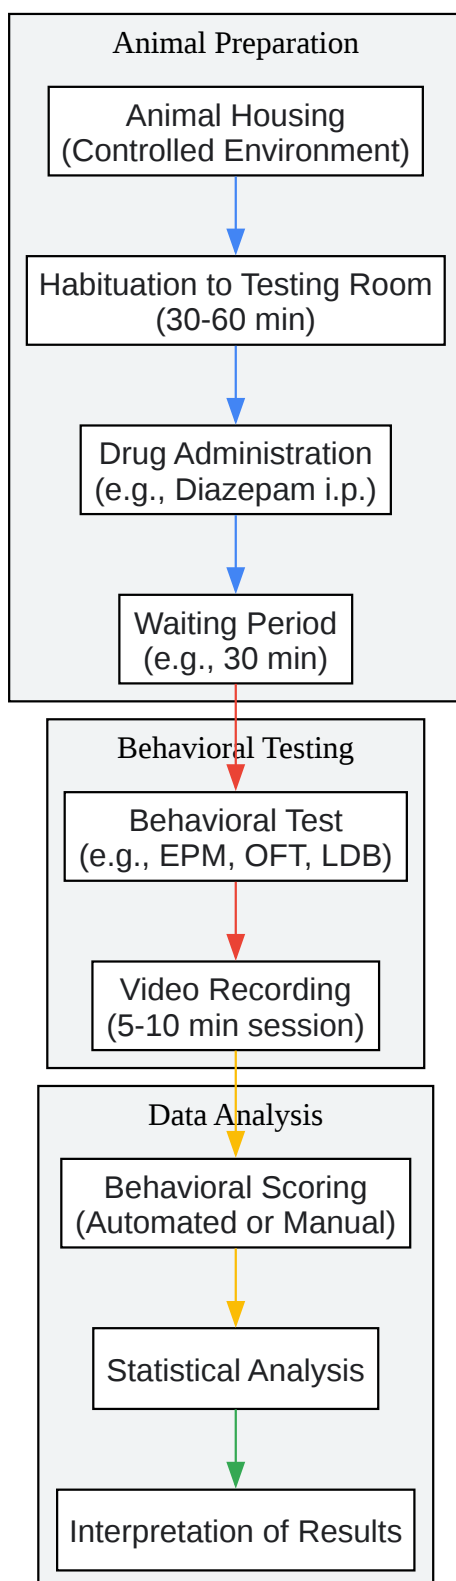 Animal Preparation
Animal Housing
(Controlled Environment)
Habituation to Testing Room
(30-60 min)
Drug Administration
(e.g., Diazepam i.p.)
Waiting Period
(e.g., 30 min)
Behavioral Testing
Behavioral Test
(e.g., EPM, OFT, LDB)
Video Recording
(5-10 min session)
Data Analysis
Behavioral Scoring
(Automated or Manual)
Statistical Analysis
Interpretation of Results